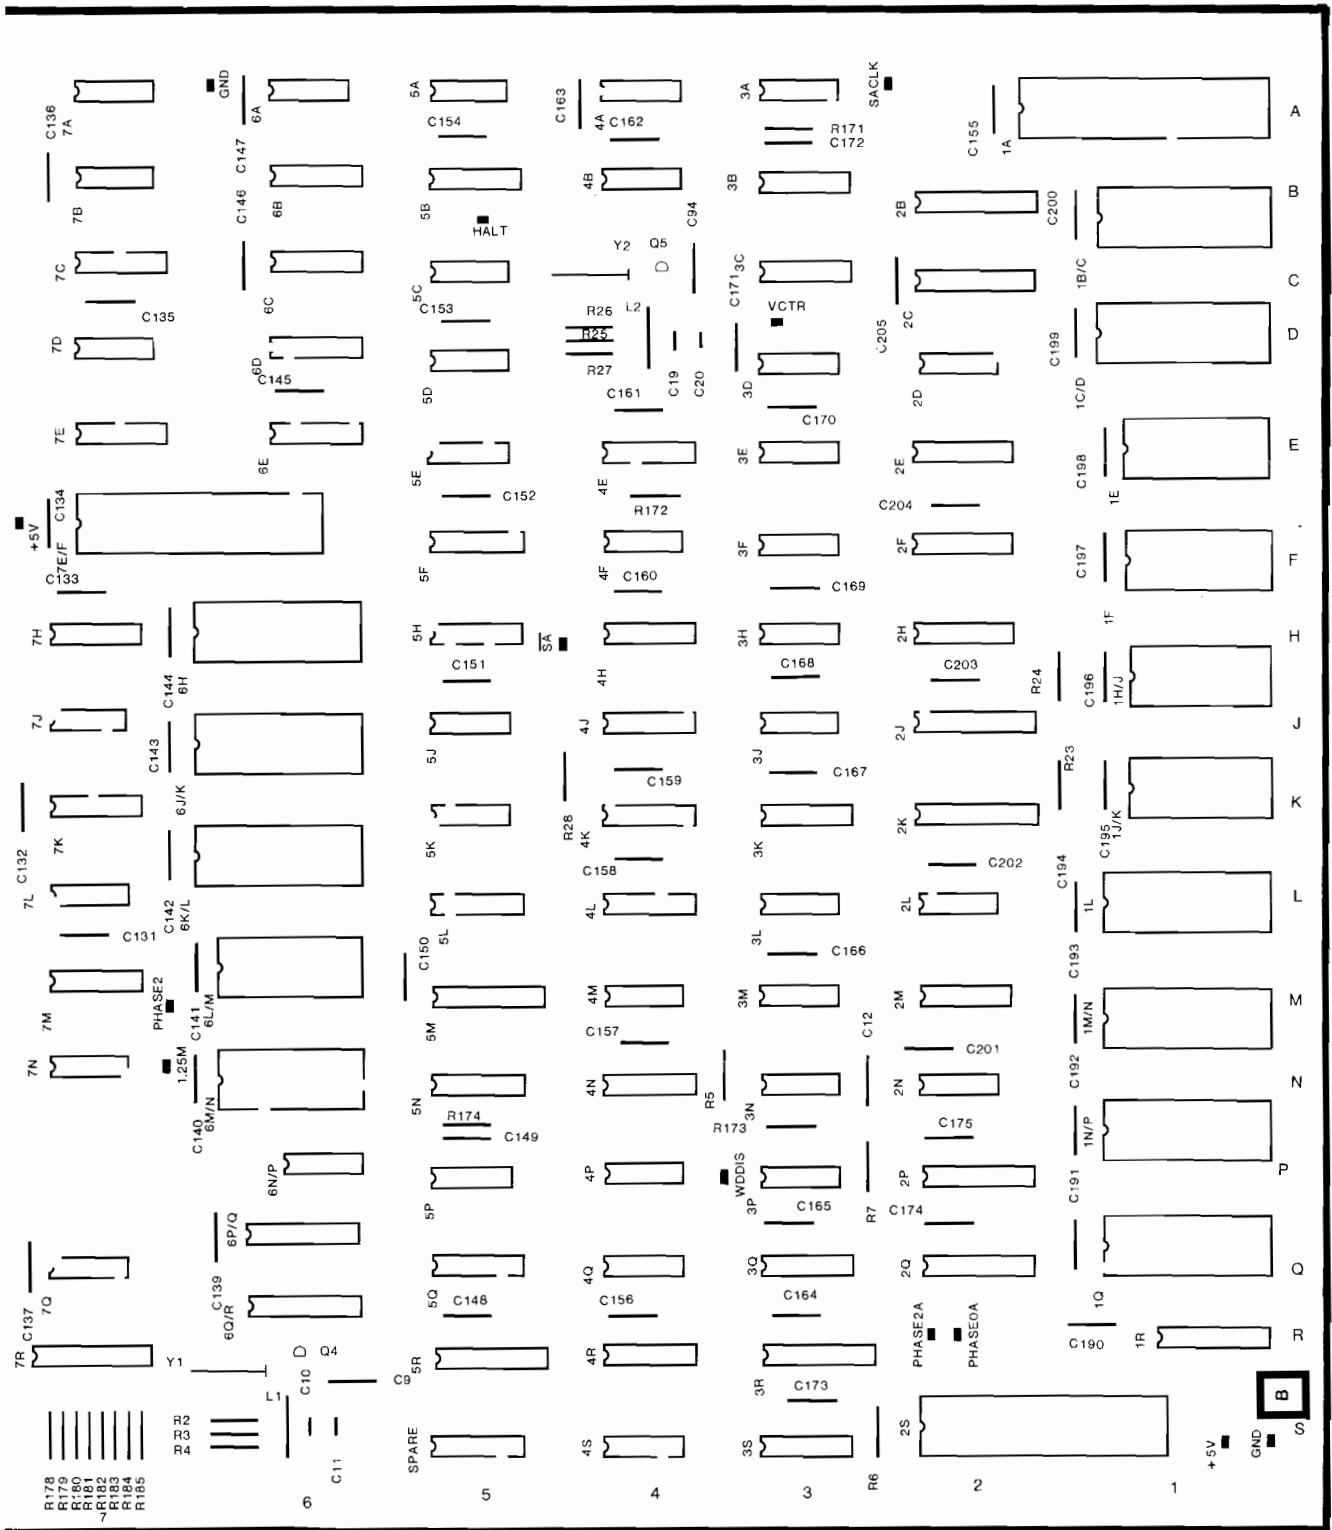 C136
7A
GND
6A
5A
C163
4A
3A
SACLK
C155
1A
A
C154
C162
R171
C172
C147
7B
C146
6B
5B
4B
3B
2B
C200
B
HALT
C94
Y2
Q5
7C
6C
5C
3C
C171
2C
1B/C
C
C135
C153
R26
R25
R27
L2
VCTR
C205
C199
D
7D
6D
C145
5D
C19
C20
3D
2D
1C/D
C161
C170
7E
6E
5E
4E
3E
2E
C198
1E
E
C134
+5V
7E/F
C152
R172
C204
5F
4F
3F
2F
C197
1F
F
C133
C160
C169
7H
C144
6H
5H
SA
4H
3H
2H
H
C151
C168
C203
R24
C196
1H/J
7J
C143
6J/K
5J
4J
3J
2J
J
R23
C159
C167
C132
7K
R28
5K
4K
3K
2K
C195
1J/K
K
C158
C202
C194
7L
C142
6K/L
5L
4L
3L
2L
1L
L
C131
C150
C166
C193
7M
PHASE2
C141
6L/M
5M
4M
3M
2M
1M/N
M
C157
C12
C201
C192
7N
1.25M
C140
6M/N
5N
4N
R5
3N
2N
N
R174
C149
R173
C175
1N/P
6N/P
5P
4P
WDDIS
3P
2P
P
C165
R7
C174
C191
6P/Q
C139
7Q
5Q
4Q
3Q
2Q
1Q
Q
C137
6Q/R
C148
C156
C164
PHASE2A
PHASE0A
C190
1R
R
7R
Y1
Q4
5R
4R
3R
L1
C10
C9
C173
B
R2
R3
R4
C11
SPARE
4S
3S
R6
2S
+5V
GND
S
R178
R179
R180
R181
R182
R183
R184
R185
7
6
5
4
3
2
1